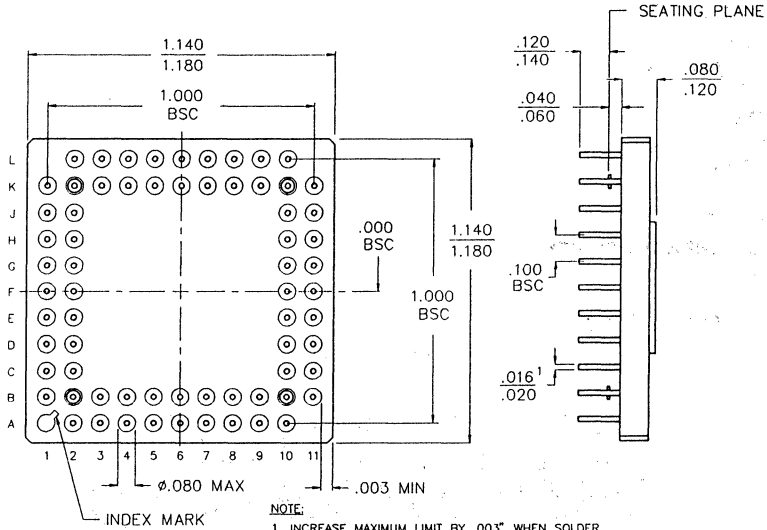 SEATING PLANE
1.140
1.180
1.000
BSC
.120
.140
.040
.060
.080
.120
L
K
J
H
G
F
E
D
C
B
A
.000
BSC
1.140
1.180
1.000
BSC
.100
BSC
.016 1
.020
1 2 3 4 5 6 7 8 9 10 11
Ø.080 MAX
.003 MIN
INDEX MARK
NOTE:
1. INCREASE MAXIMUM LIMIT BY .003" WHEN SOLDER